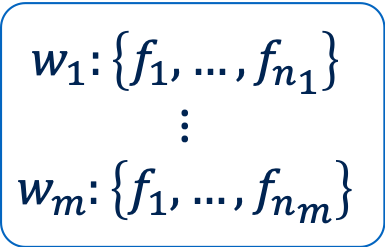 w₁: {f₁, …, fₙ₁}
⋮
wₘ: {f₁, …, fₙₘ}